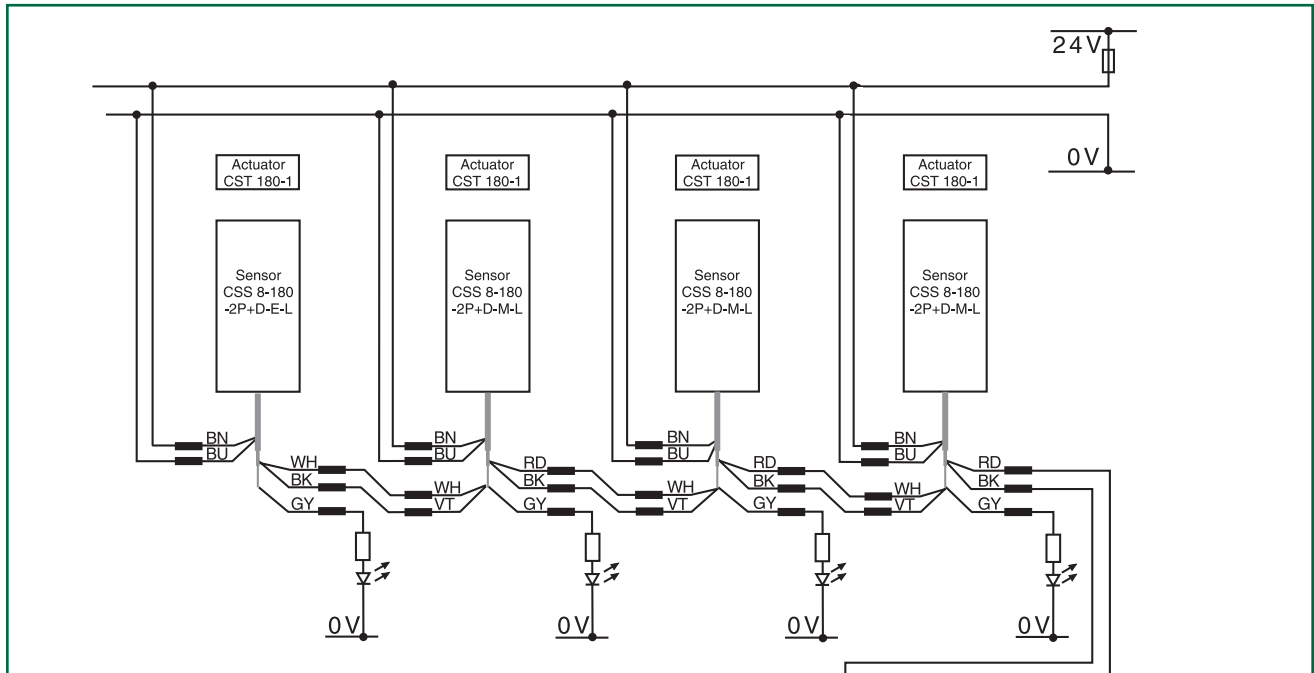 24V
0V
Actuator
CST 180-1
Actuator
CST 180-1
Actuator
CST 180-1
Actuator
CST 180-1
Sensor
CSS 8-180
-2P+D-E-L
Sensor
CSS 8-180
-2P+D-M-L
Sensor
CSS 8-180
-2P+D-M-L
Sensor
CSS 8-180
-2P+D-M-L
BN
BU
WH
BK
GY
BN
BU
WH
VT
RD
BK
GY
BN
BU
WH
VT
RD
BK
GY
BN
BU
WH
VT
RD
BK
GY
0V
0V
0V
0V